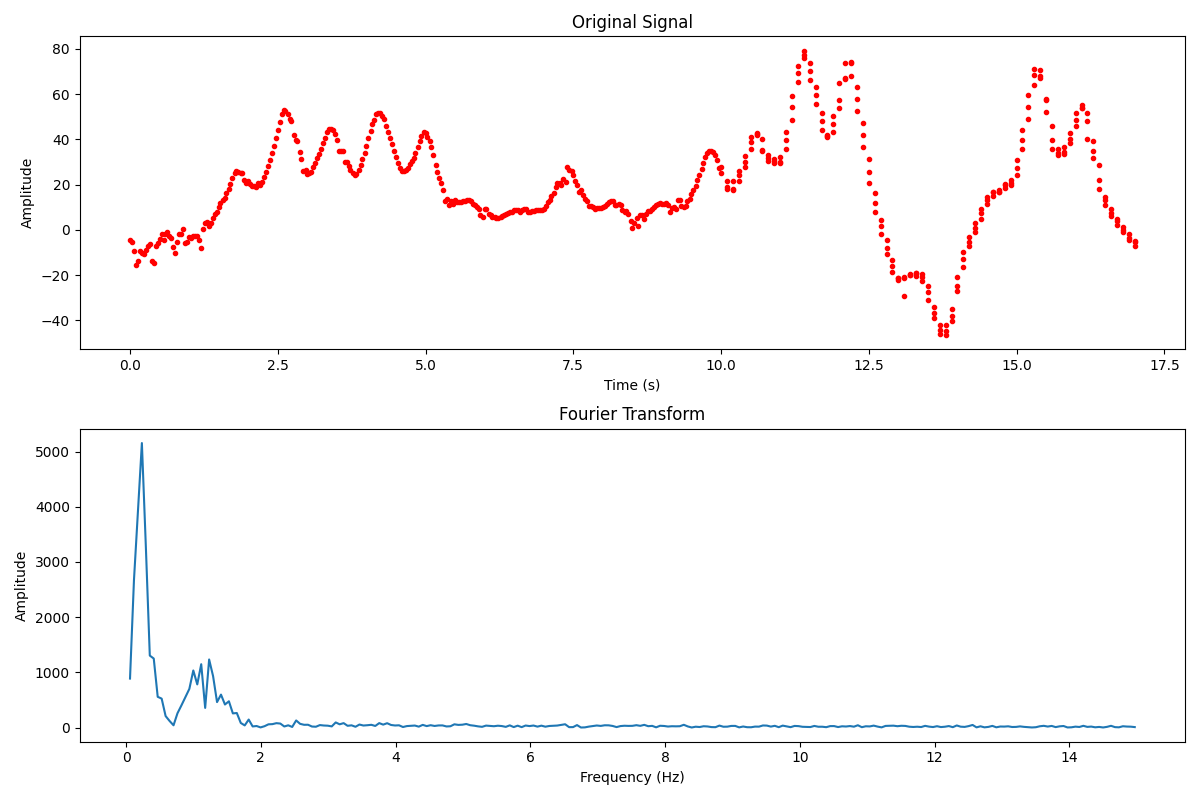 Original Signal
80
60
40
20
0
−20
−40
Amplitude
0.0 2.5 5.0 7.5 10.0 12.5 15.0 17.5
Time (s)
Fourier Transform
5000
4000
3000
2000
1000
0
Amplitude
0 2 4 6 8 10 12 14
Frequency (Hz)